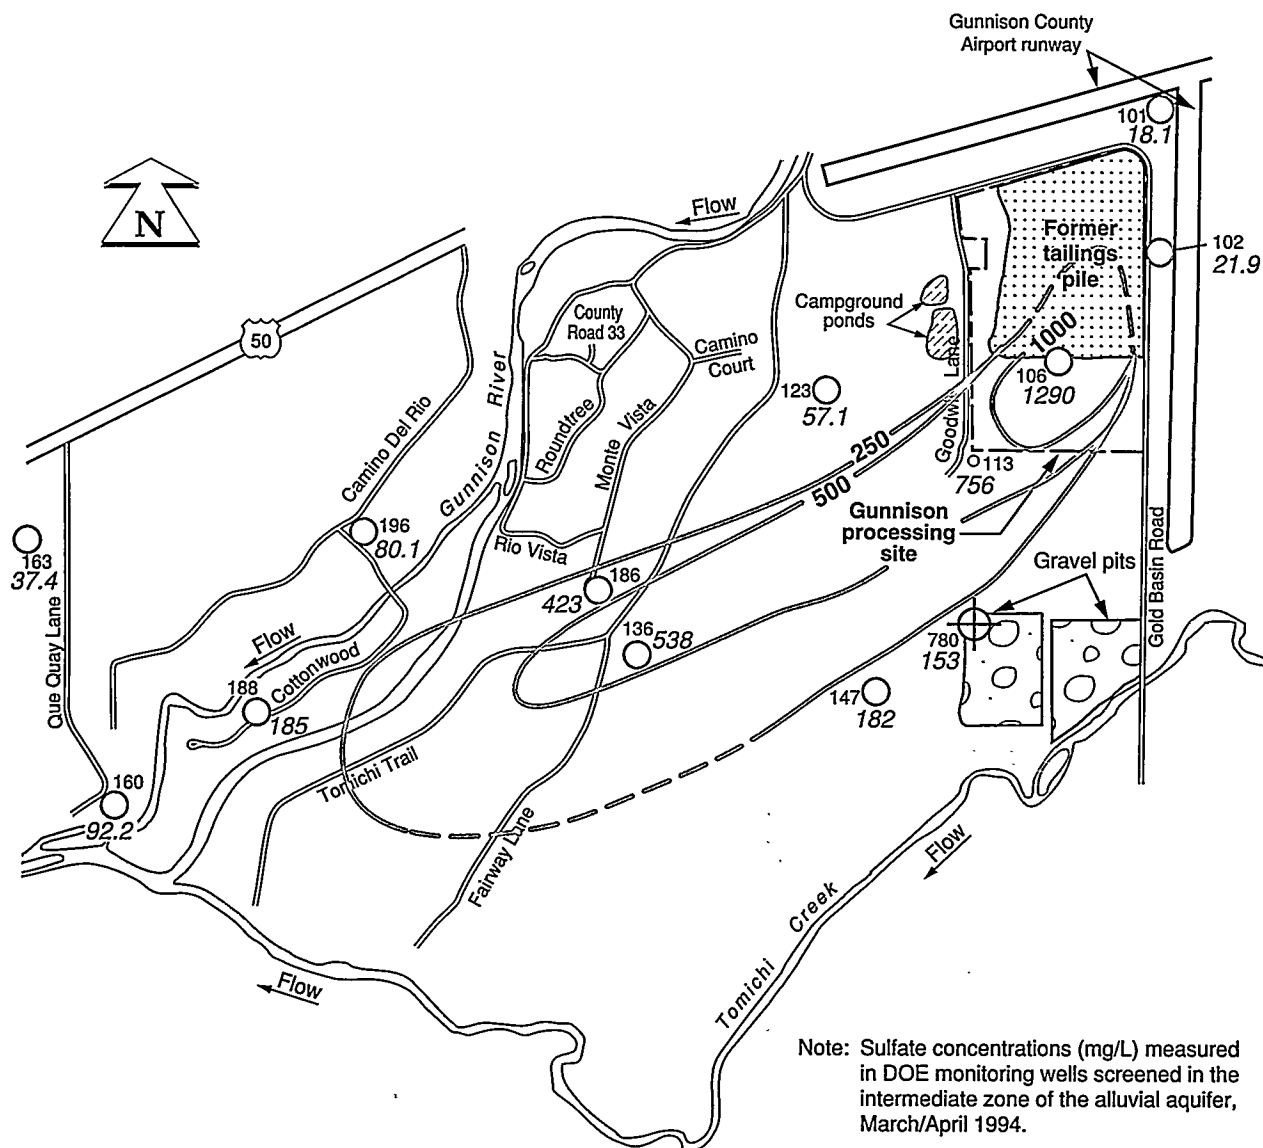 Gunnison County
Airport runway
101
18.1
N
Flow
Former
tailings
pile
102
21.9
50
County
Road 33
Campground
ponds
Camino
Court
1000
106
1290
123
57.1
Goodwin Lane
Camino Del Rio
Gunnison River
Roundtree
Monte Vista
250
500
113
756
Gunnison
processing
site
196
80.1
Rio Vista
163
37.4
186
423
Gravel pits
Gold Basin Road
Que Quay Lane
Flow
136
538
780
153
Cottonwood
188
185
147
182
Tomichi Trail
160
92.2
Fairway Lane
Flow
Tomichi Creek
Flow
Note: Sulfate concentrations (mg/L) measured
in DOE monitoring wells screened in the
intermediate zone of the alluvial aquifer,
March/April 1994.